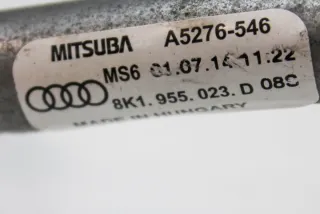 MITSUBA A5276-546
MS6 01.07.14 11:22
8K1.955.023.D 08C
MADE IN HUNGARY